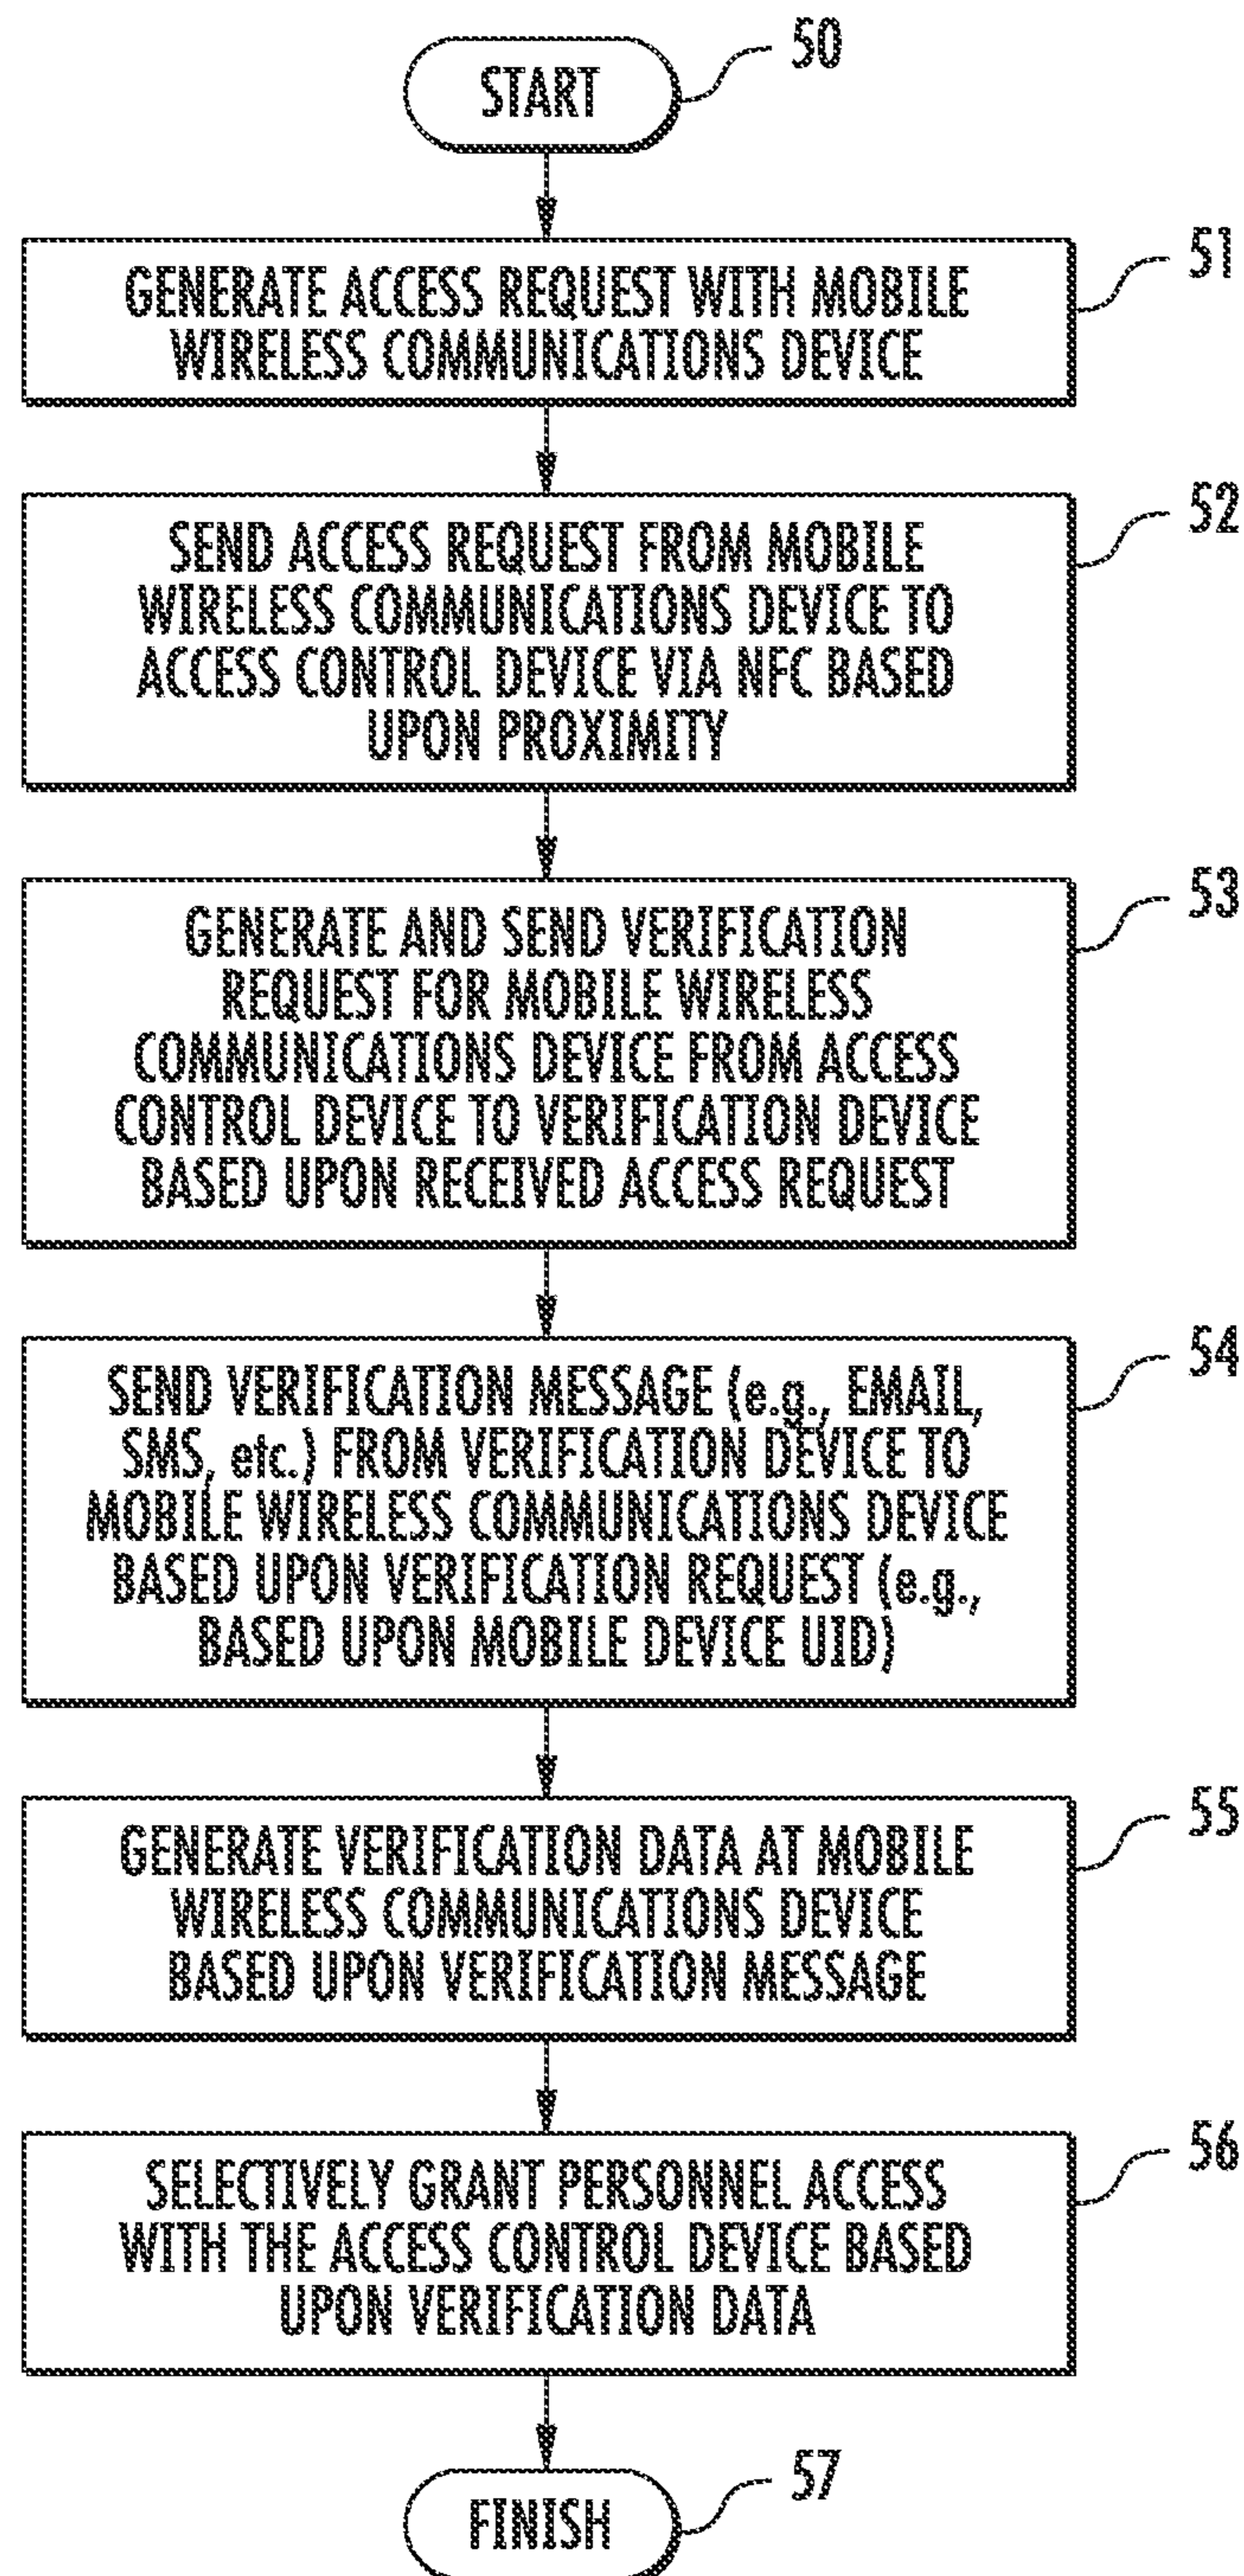 START
50
GENERATE ACCESS REQUEST WITH MOBILE
WIRELESS COMMUNICATIONS DEVICE
51
SEND ACCESS REQUEST FROM MOBILE
WIRELESS COMMUNICATIONS DEVICE TO
ACCESS CONTROL DEVICE VIA NFC BASED
UPON PROXIMITY
52
GENERATE AND SEND VERIFICATION
REQUEST FOR MOBILE WIRELESS
COMMUNICATIONS DEVICE FROM ACCESS
CONTROL DEVICE TO VERIFICATION DEVICE
BASED UPON RECEIVED ACCESS REQUEST
53
SEND VERIFICATION MESSAGE (e.g., EMAIL,
SMS, etc.) FROM VERIFICATION DEVICE TO
MOBILE WIRELESS COMMUNICATIONS DEVICE
BASED UPON VERIFICATION REQUEST (e.g.,
BASED UPON MOBILE DEVICE UID)
54
GENERATE VERIFICATION DATA AT MOBILE
WIRELESS COMMUNICATIONS DEVICE
BASED UPON VERIFICATION MESSAGE
55
SELECTIVELY GRANT PERSONNEL ACCESS
WITH THE ACCESS CONTROL DEVICE BASED
UPON VERIFICATION DATA
56
FINISH
57